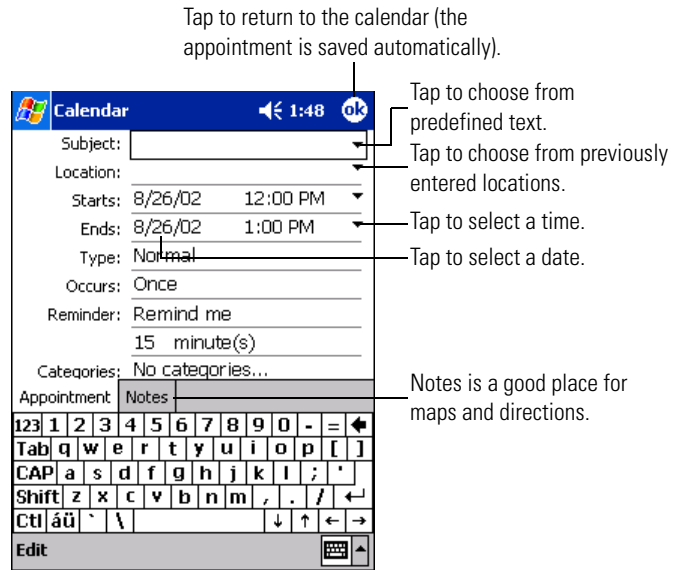 Tap to return to the calendar (the
appointment is saved automatically).
Calendar 1:48 ok
Tap to choose from
predefined text.
Subject:
Tap to choose from previously
entered locations.
Location:
Starts: 8/26/02 12:00 PM
Ends: 8/26/02 1:00 PM
Tap to select a time.
Type: Normal
Tap to select a date.
Occurs: Once
Reminder: Remind me
15 minute(s)
Categories: No categories...
Appointment Notes
Notes is a good place for
maps and directions.
123 1 2 3 4 5 6 7 8 9 0 - =
Tab q w e r t y u i o p [ ]
CAP a s d f g h j k l ; '
Shift z x c v b n m , . /
Ctl áü ` \
Edit